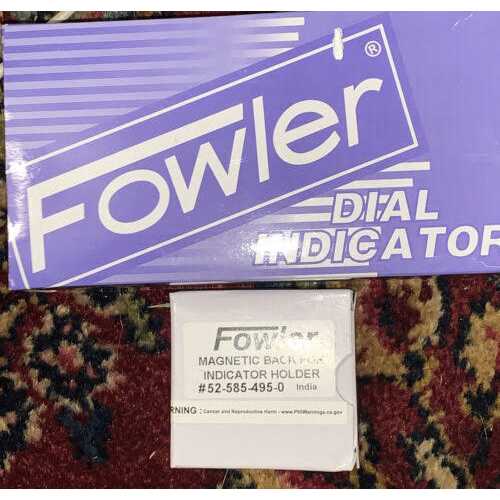 Fowler®
DIAL
INDICATOR
Fowler
MAGNETIC BACK FOR
INDICATOR HOLDER
#52-585-495-0 India
RNING : Cancer and Reproductive Harm - www.P65Warnings.ca.gov